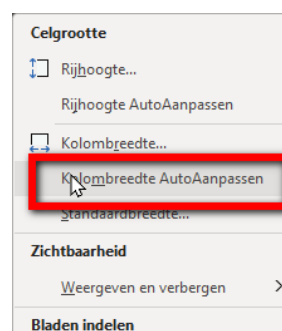 Celgrootte
Rijhoogte...
Rijhoogte AutoAanpassen
Kolombreedte...
Kolombreedte AutoAanpassen
Standaardbreedte...
Zichtbaarheid
Weergeven en verbergen
Bladen indelen